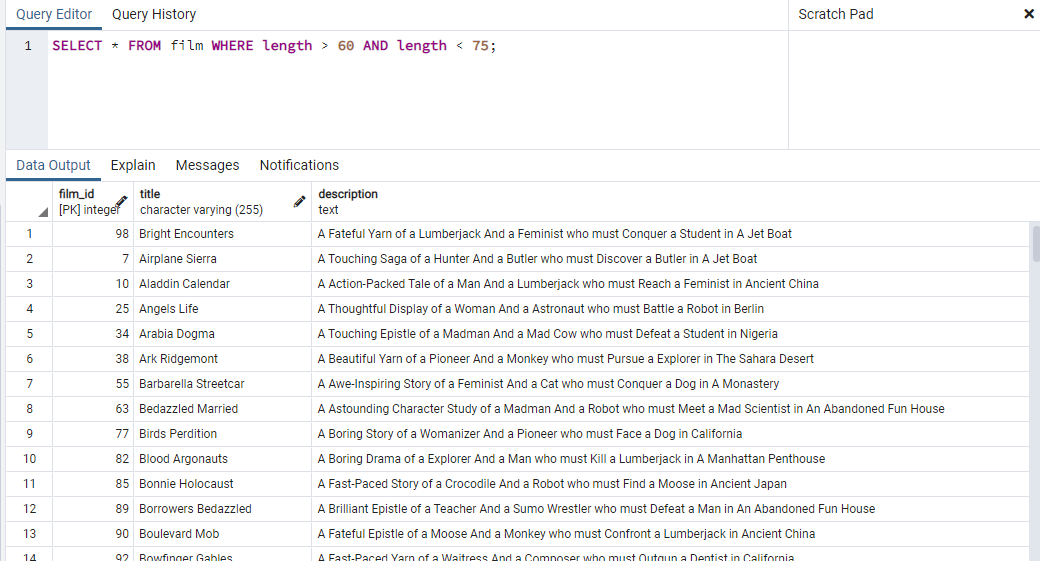 Query Editor Query History Scratch Pad ×
1 SELECT * FROM film WHERE length > 60 AND length < 75;
Data Output Explain Messages Notifications
film_id title description
[PK] integer character varying (255) text
1 98 Bright Encounters A Fateful Yarn of a Lumberjack And a Feminist who must Conquer a Student in A Jet Boat
2 7 Airplane Sierra A Touching Saga of a Hunter And a Butler who must Discover a Butler in A Jet Boat
3 10 Aladdin Calendar A Action-Packed Tale of a Man And a Lumberjack who must Reach a Feminist in Ancient China
4 25 Angels Life A Thoughtful Display of a Woman And a Astronaut who must Battle a Robot in Berlin
5 34 Arabia Dogma A Touching Epistle of a Madman And a Mad Cow who must Defeat a Student in Nigeria
6 38 Ark Ridgemont A Beautiful Yarn of a Pioneer And a Monkey who must Pursue a Explorer in The Sahara Desert
7 55 Barbarella Streetcar A Awe-Inspiring Story of a Feminist And a Cat who must Conquer a Dog in A Monastery
8 63 Bedazzled Married A Astounding Character Study of a Madman And a Robot who must Meet a Mad Scientist in An Abandoned Fun House
9 77 Birds Perdition A Boring Story of a Womanizer And a Pioneer who must Face a Dog in California
10 82 Blood Argonauts A Boring Drama of a Explorer And a Man who must Kill a Lumberjack in A Manhattan Penthouse
11 85 Bonnie Holocaust A Fast-Paced Story of a Crocodile And a Robot who must Find a Moose in Ancient Japan
12 89 Borrowers Bedazzled A Brilliant Epistle of a Teacher And a Sumo Wrestler who must Defeat a Man in An Abandoned Fun House
13 90 Boulevard Mob A Fateful Epistle of a Moose And a Monkey who must Confront a Lumberjack in Ancient China
14 92 Bowfinger Gables A Fast-Paced Yarn of a Waitress And a Composer who must Outgun a Dentist in California